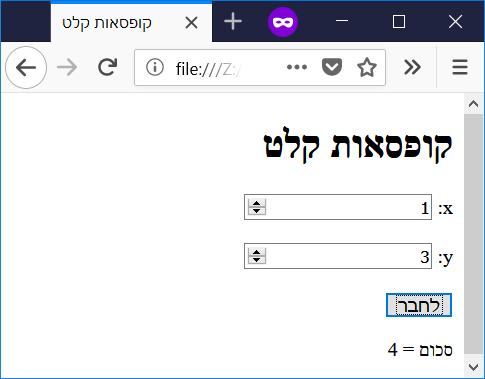 קופסאות קלט
file:///Z:/
קופסאות קלט
x: 1
y: 3
לחבר
סכום = 4